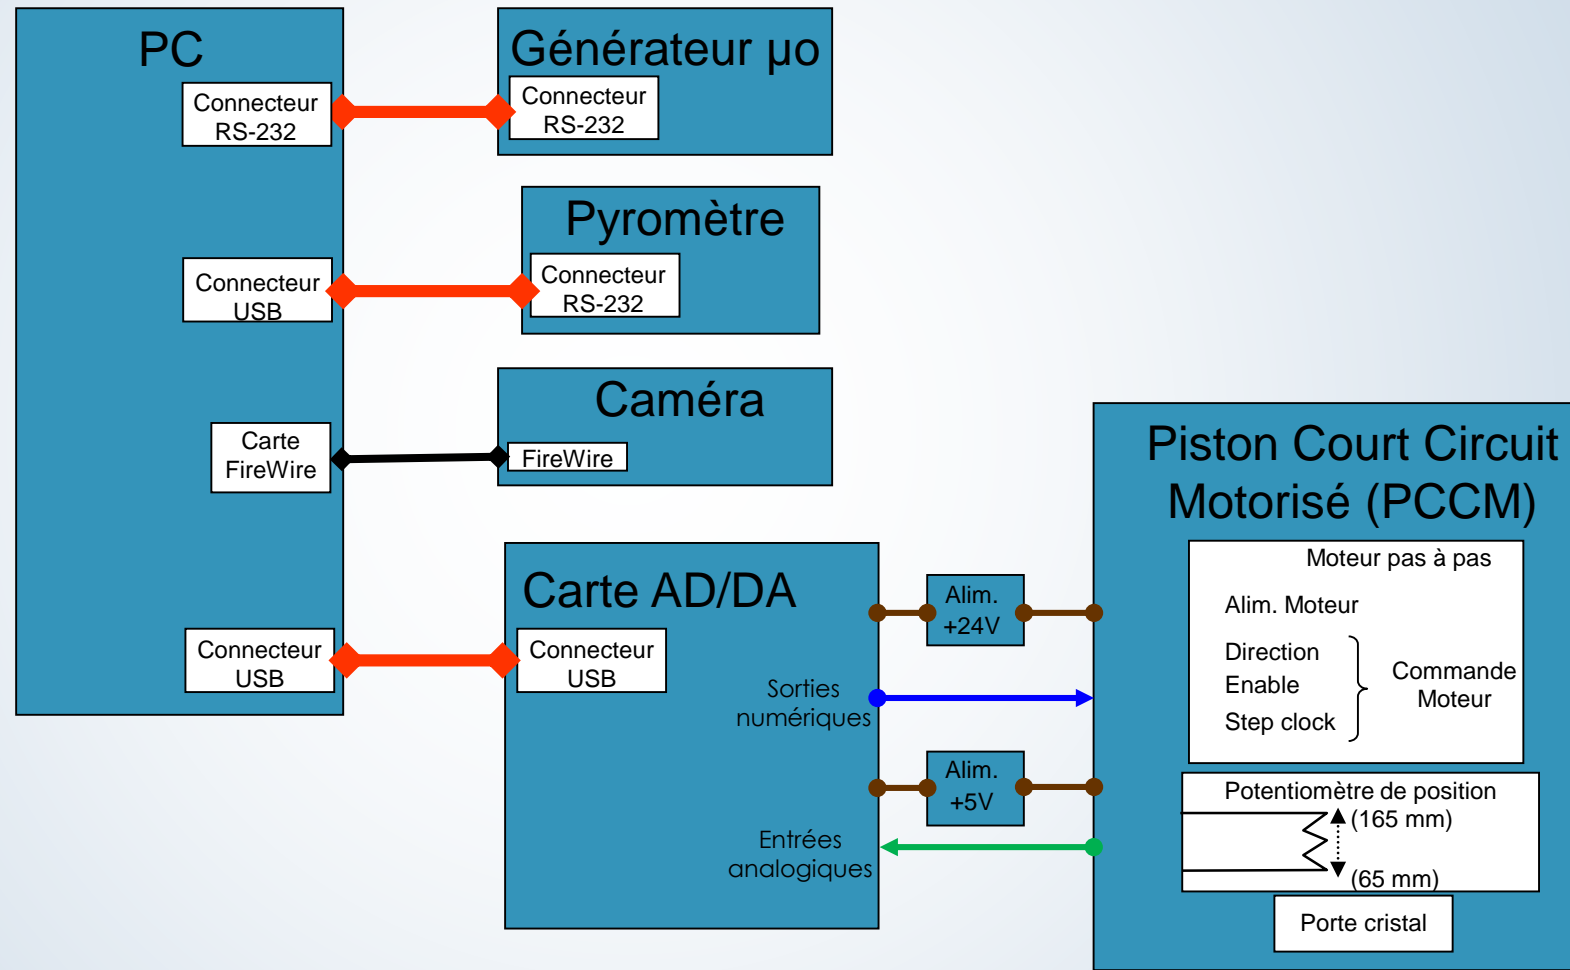 PC
Connecteur
RS-232
Connecteur
USB
Carte
FireWire
Connecteur
USB
Générateur µo
Connecteur
RS-232
Pyromètre
Connecteur
RS-232
Caméra
FireWire
Carte AD/DA
Connecteur
USB
Sorties
numériques
Entrées
analogiques
Alim.
+24V
Alim.
+5V
Piston Court Circuit
Motorisé (PCCM)
Moteur pas à pas
Alim. Moteur
Direction
Enable
Step clock
Commande
Moteur
Potentiomètre de position
(165 mm)
(65 mm)
Porte cristal